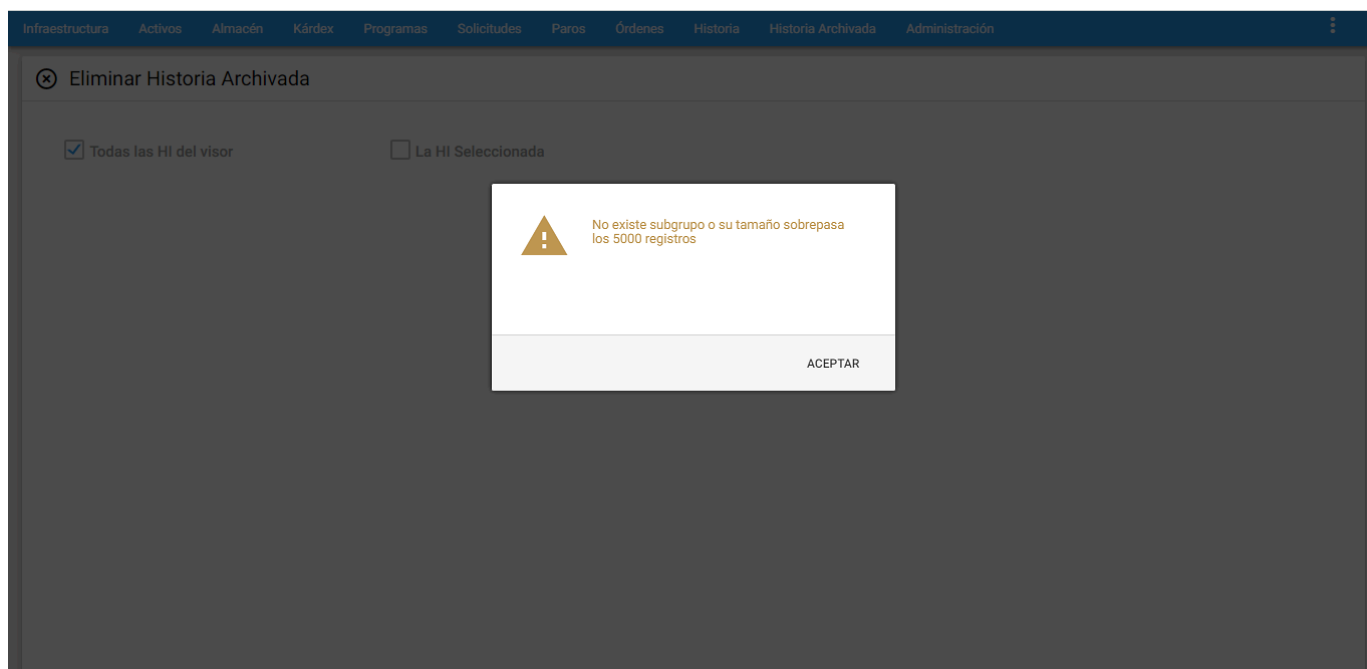 Infraestructura Activos Almacén Kárdex Programas Solicitudes Paros Órdenes Historia Historia Archivada Administración
Eliminar Historia Archivada
Todas las HI del visor La HI Seleccionada
No existe subgrupo o su tamaño sobrepasa
los 5000 registros
ACEPTAR